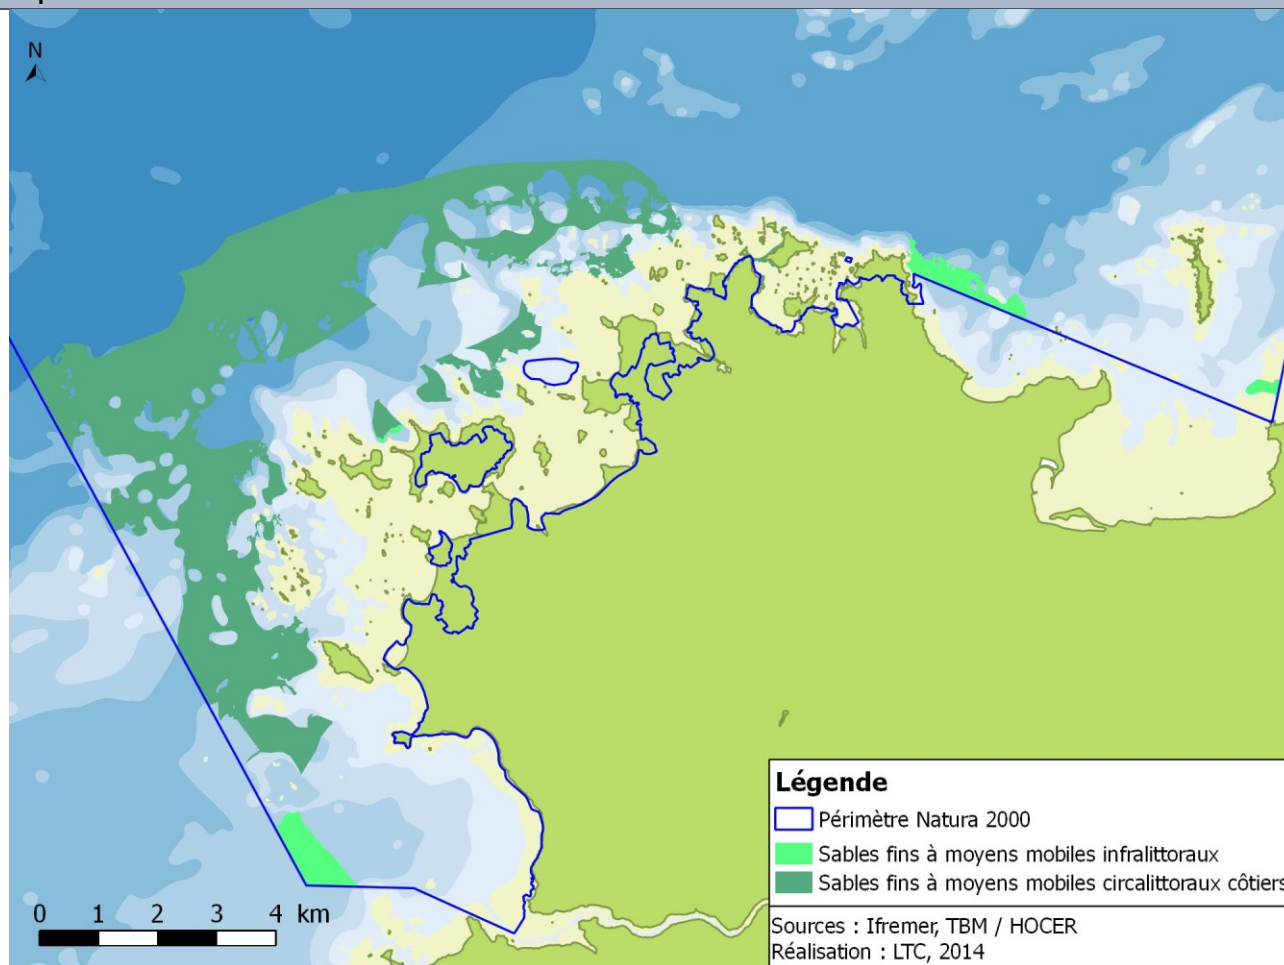 N
0 1 2 3 4 km
Légende
Périmètre Natura 2000
Sables fins à moyens mobiles infralittoraux
Sables fins à moyens mobiles circalittoraux côtiers
Sources : Ifremer, TBM / HOCER
Réalisation : LTC, 2014